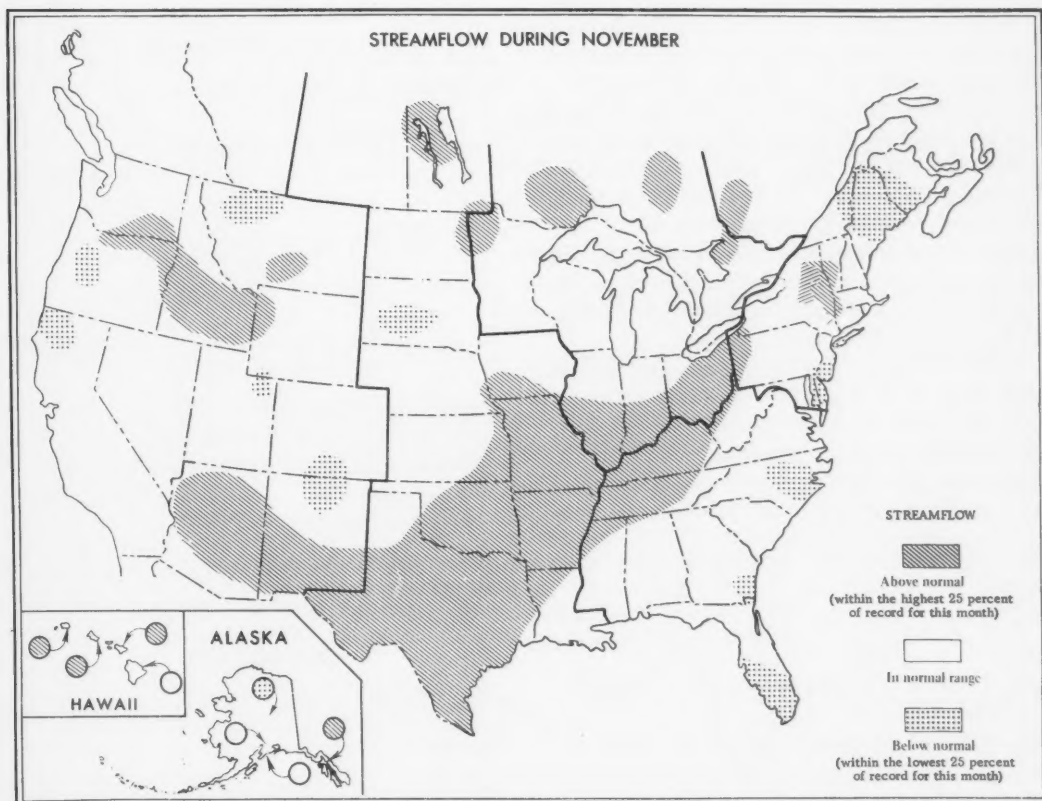 STREAMFLOW DURING NOVEMBER
STREAMFLOW
Above normal
(within the highest 25 percent
of record for this month)
In normal range
Below normal
(within the lowest 25 percent
of record for this month)
HAWAII
ALASKA